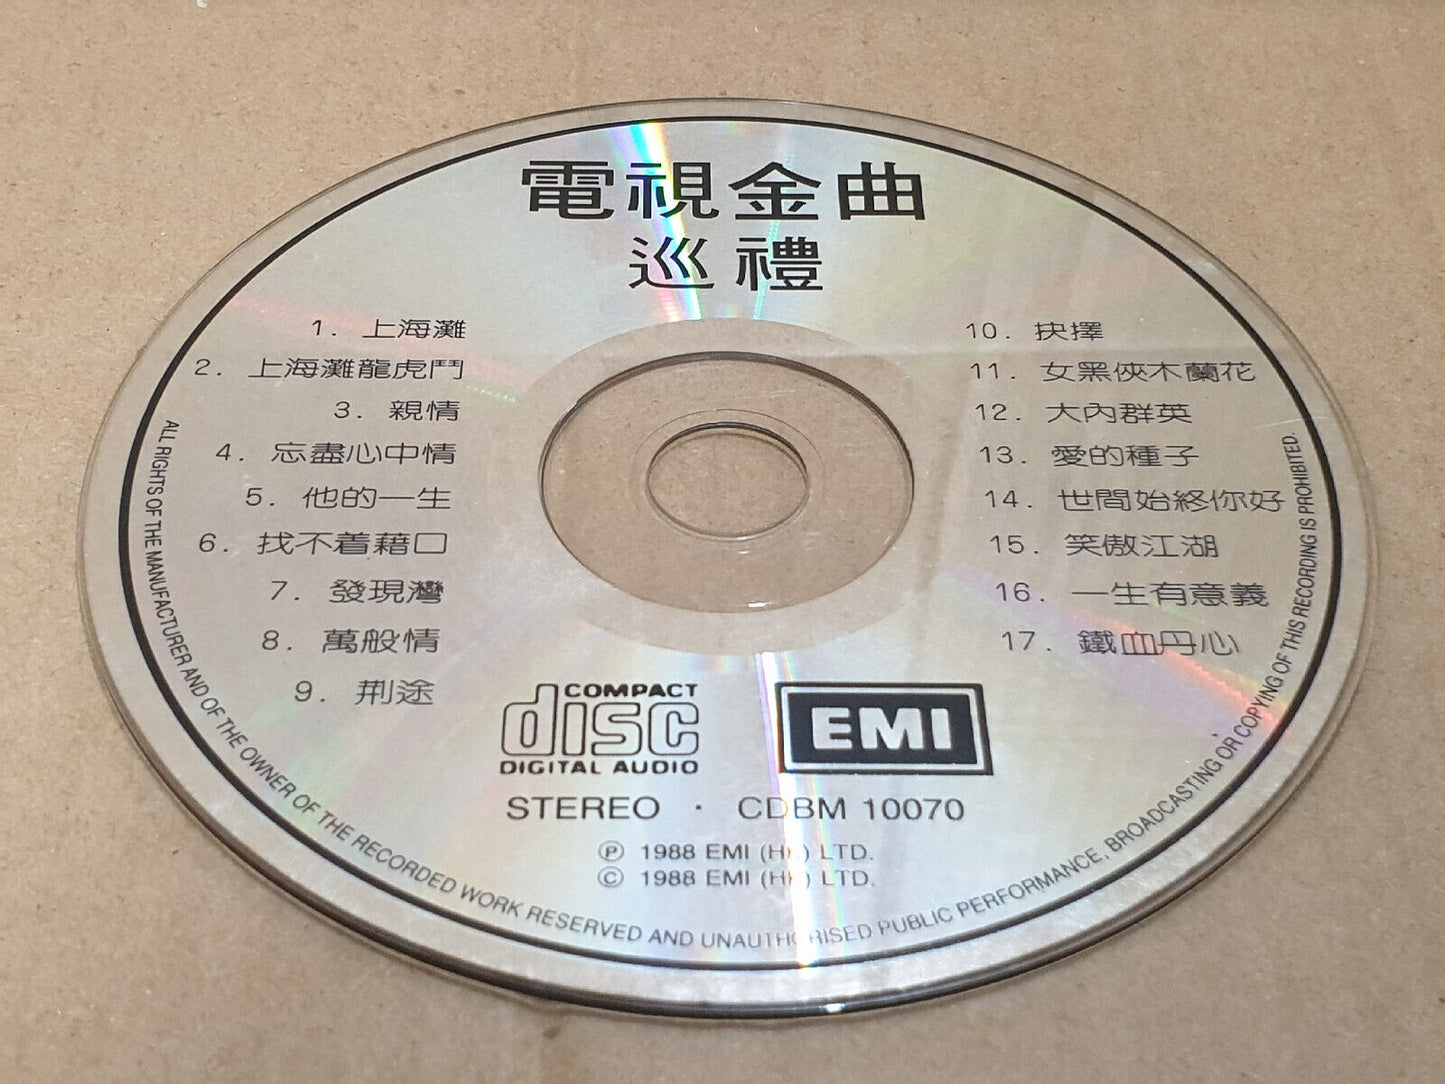 電視金曲
巡禮
1. 上海灘
2. 上海灘龍虎鬥
3. 親情
4. 忘盡心中情
5. 他的一生
6. 找不着藉口
7. 發現灣
8. 萬般情
9. 荆途
10. 抉擇
11. 女黑俠木蘭花
12. 大內群英
13. 愛的種子
14. 世間始終你好
15. 笑傲江湖
16. 一生有意義
17. 鐵血丹心
COMPACT
disc
DIGITAL AUDIO
EMI
STEREO · CDBM 10070
Ⓟ 1988 EMI (HK) LTD.
© 1988 EMI (HK) LTD.
ALL RIGHTS OF THE MANUFACTURER AND OF THE OWNER OF THE RECORDED WORK RESERVED AND UNAUTHORISED PUBLIC PERFORMANCE, BROADCASTING OR COPYING OF THIS RECORDING IS PROHIBITED.